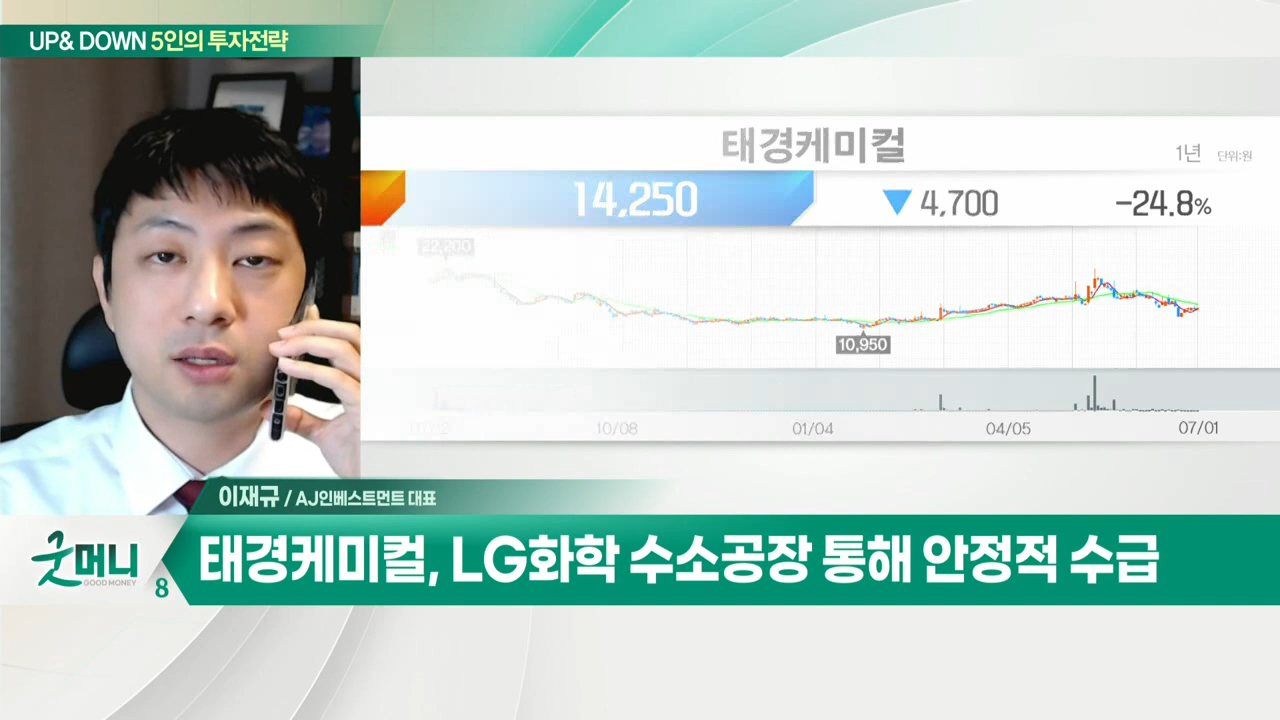 UP& DOWN 5인의 투자전략
태경케미컬
1년 단위:원
14,250 ▼ 4,700 -24.8%
22,200
10,950
10/08 01/04 04/05 07/01
이재규 / AJ인베스트먼트 대표
굿머니
GOOD MONEY
8
태경케미컬, LG화학 수소공장 통해 안정적 수급